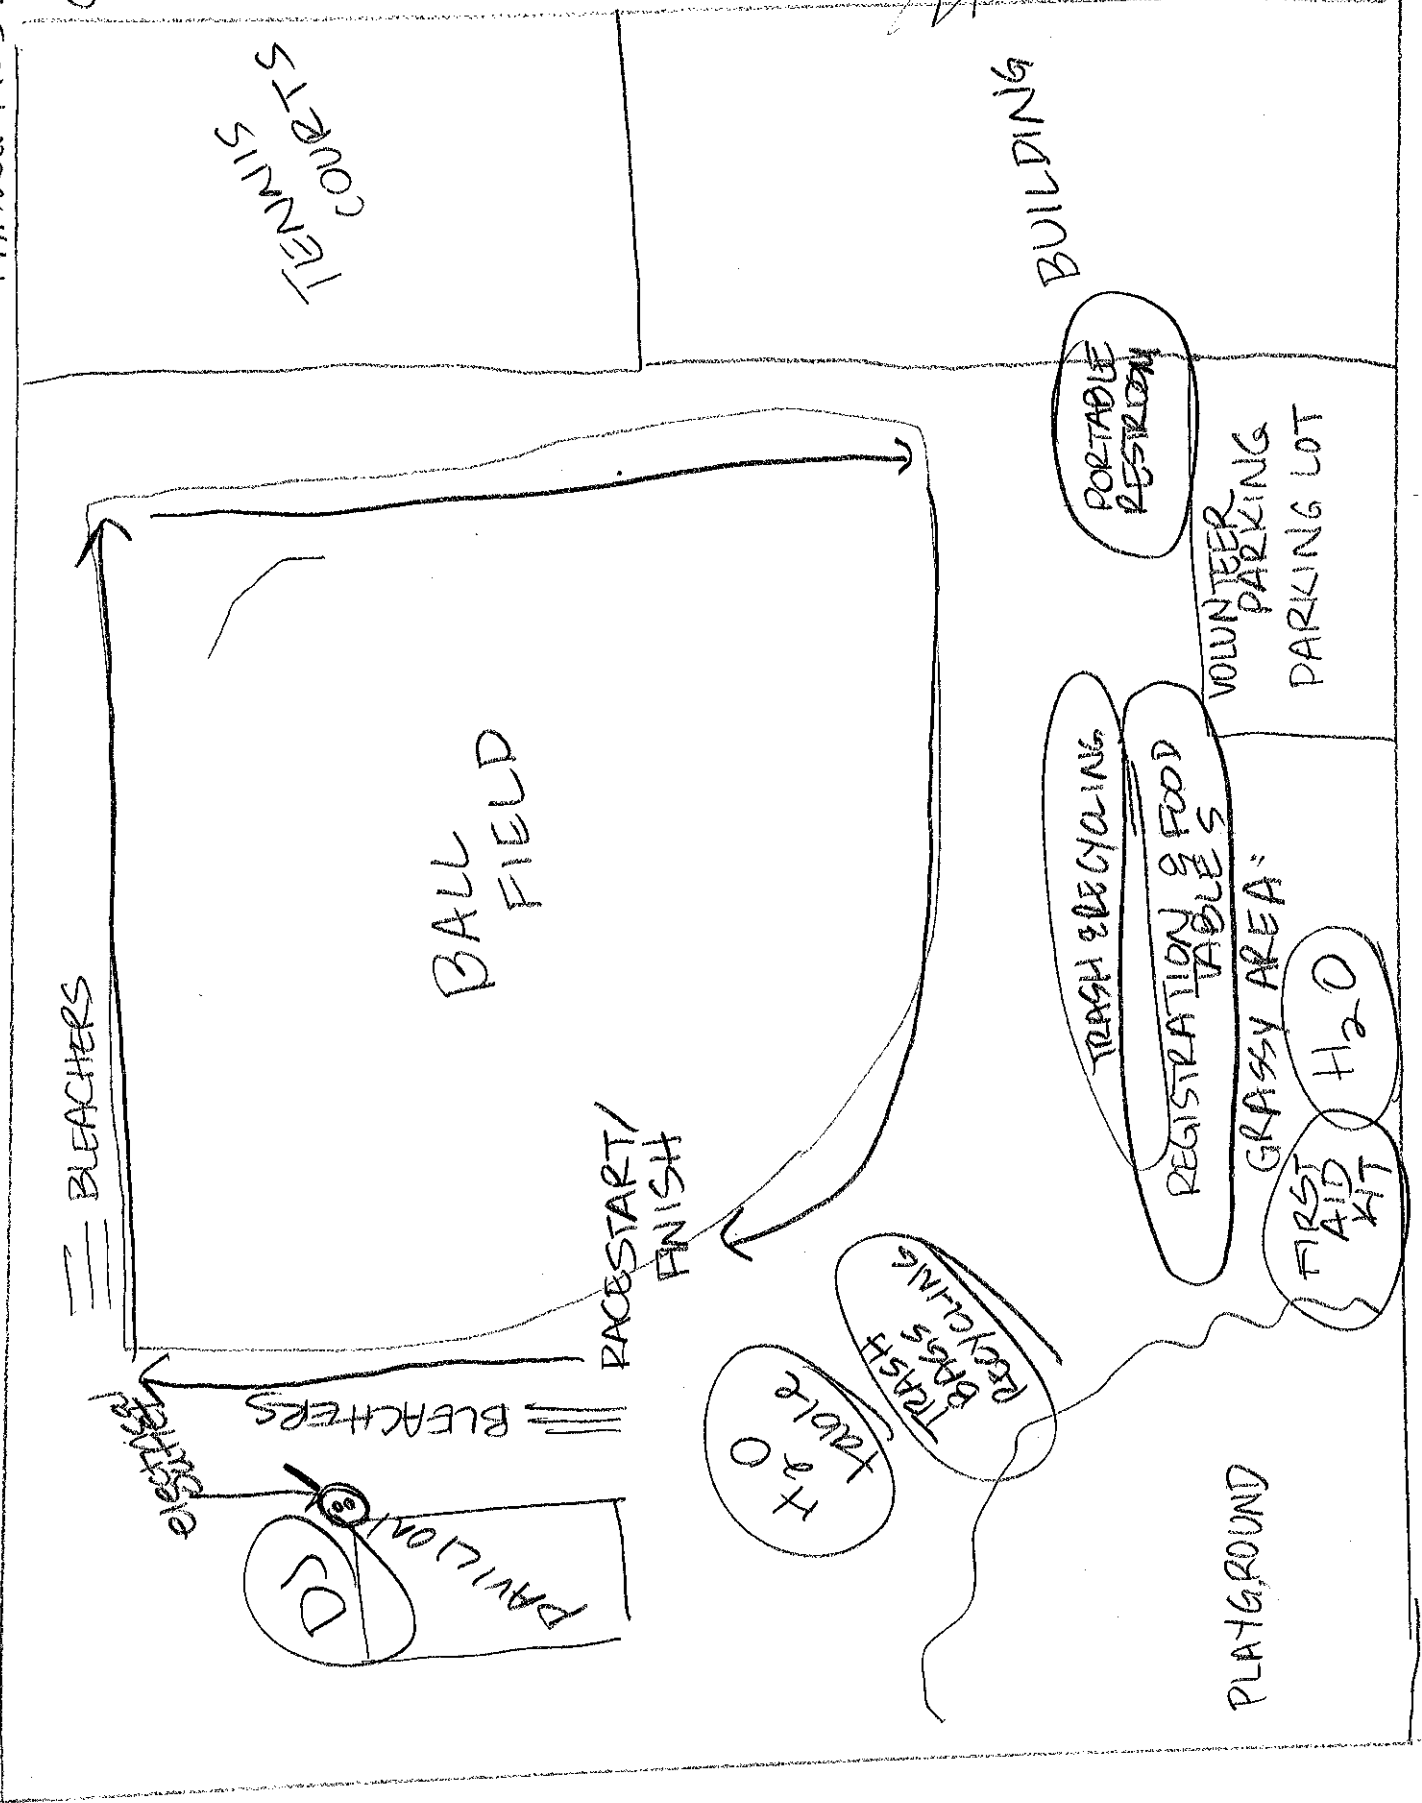 TENNIS
COURTS
BUILDING
PORTABLE
RESTROOM
VOLUNTEER
PARKING
PARKING LOT
BALL
FIELD
BLEACHERS
TRASH & RECYCLING
REGISTRATION & FOOD
TABLES
GRASSY AREA:
H2O
FIRST
AID
KIT
RACE START/
FINISH
BLEACHERS
TRASH
BAGS
RECYCLING
H2O
table
electrical
DJ
PAVILION
PLAYGROUND